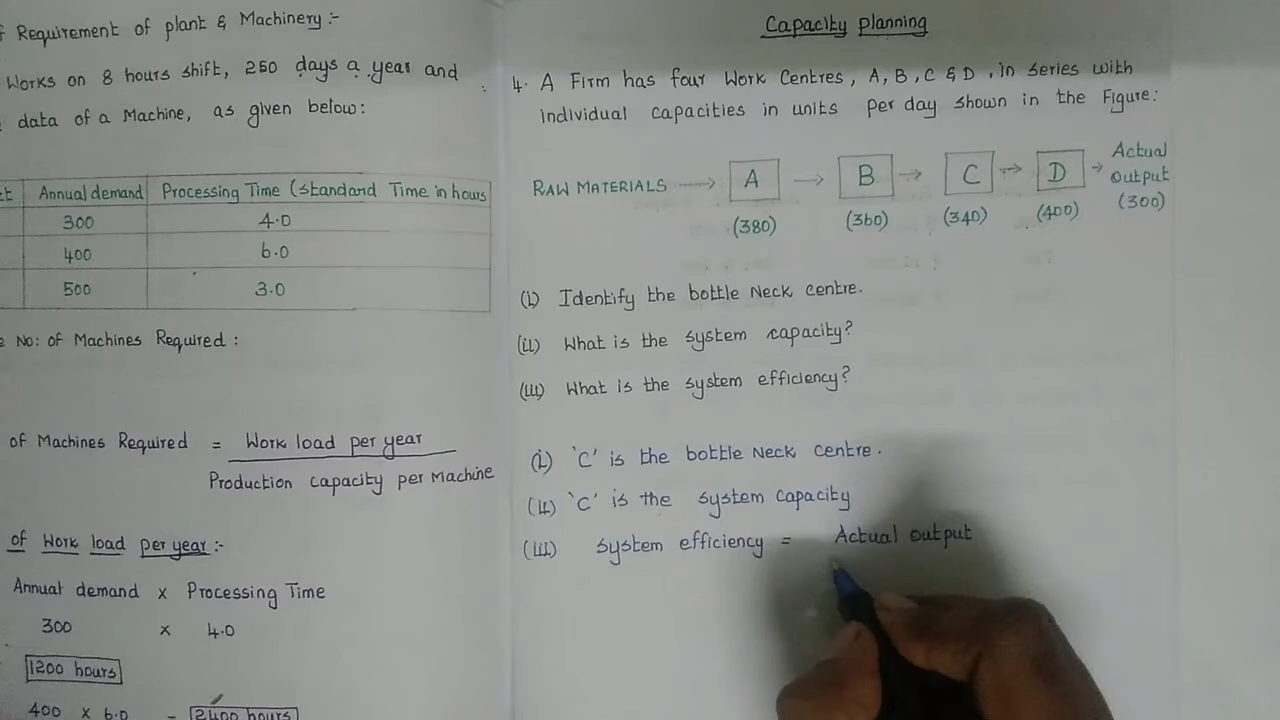 Requirement of plant & Machinery :-
Works on 8 hours shift, 250 days a year and
data of a Machine, as given below:
Annual demand Processing Time (Standard Time in hours
300 4.0
400 6.0
500 3.0
No: of Machines Required :
of Machines Required = Work load per year
Production capacity per Machine
of Work load per year :-
Annual demand x Processing Time
300 x 4.0
1200 hours
400 x 6.0 = 2400 hours
Capacity planning
4. A Firm has four Work Centres, A, B, C & D, in series with
individual capacities in units per day shown in the Figure:
RAW MATERIALS → A → B → C → D → Actual output (300)
(380) (360) (340) (400)
(i) Identify the bottle Neck centre.
(ii) What is the system capacity?
(iii) What is the system efficiency?
(i) 'C' is the bottle Neck centre.
(ii) 'C' is the system capacity
(iii) system efficiency = Actual output